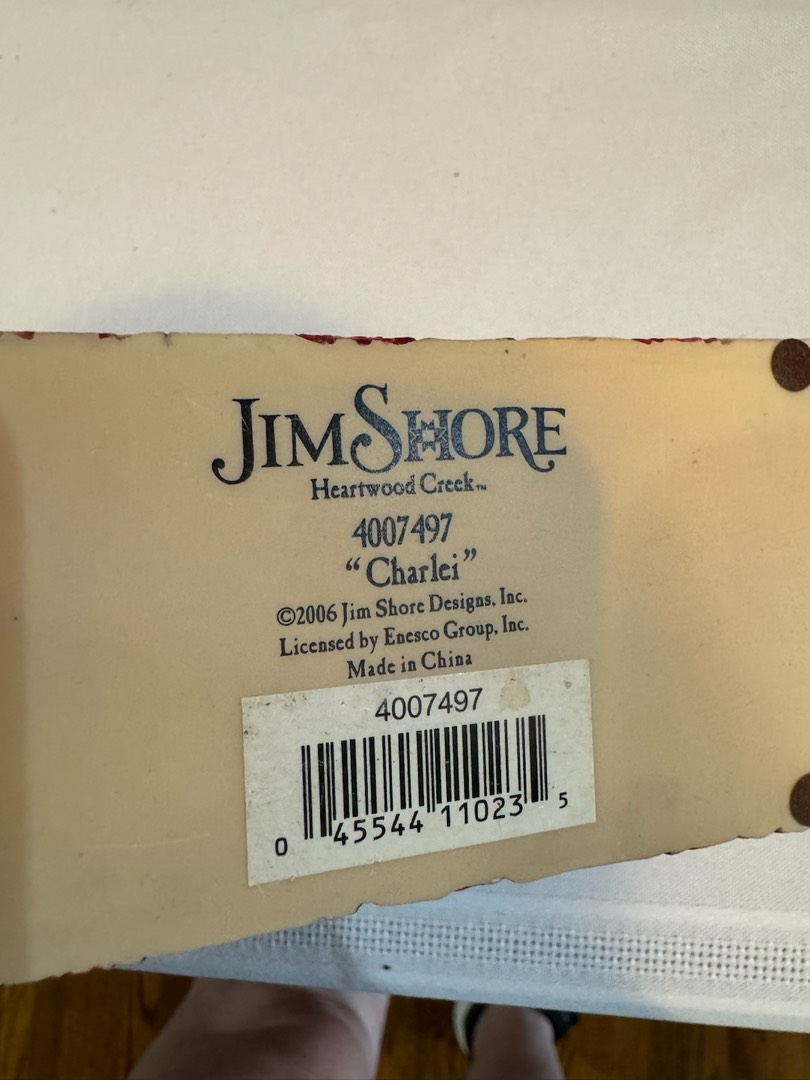 JIM SHORE
Heartwood Creek™
4007497
“Charlei”
©2006 Jim Shore Designs, Inc.
Licensed by Enesco Group, Inc.
Made in China
4007497
0 45544 11023 5